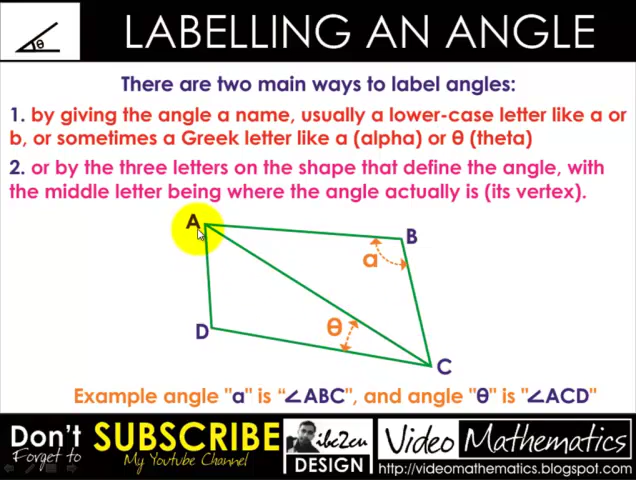 θ
LABELLING AN ANGLE
There are two main ways to label angles:
1. by giving the angle a name, usually a lower-case letter like a or
b, or sometimes a Greek letter like a (alpha) or θ (theta)
2. or by the three letters on the shape that define the angle, with
the middle letter being where the angle actually is (its vertex).
A
B
a
θ
D
C
Example angle "a" is “∠ABC", and angle "θ" is "∠ACD"
Don't
Forget to
SUBSCRIBE
My Youtube Channel
ibc2cu
DESIGN
Video Mathematics
http://videomathematics.blogspot.com